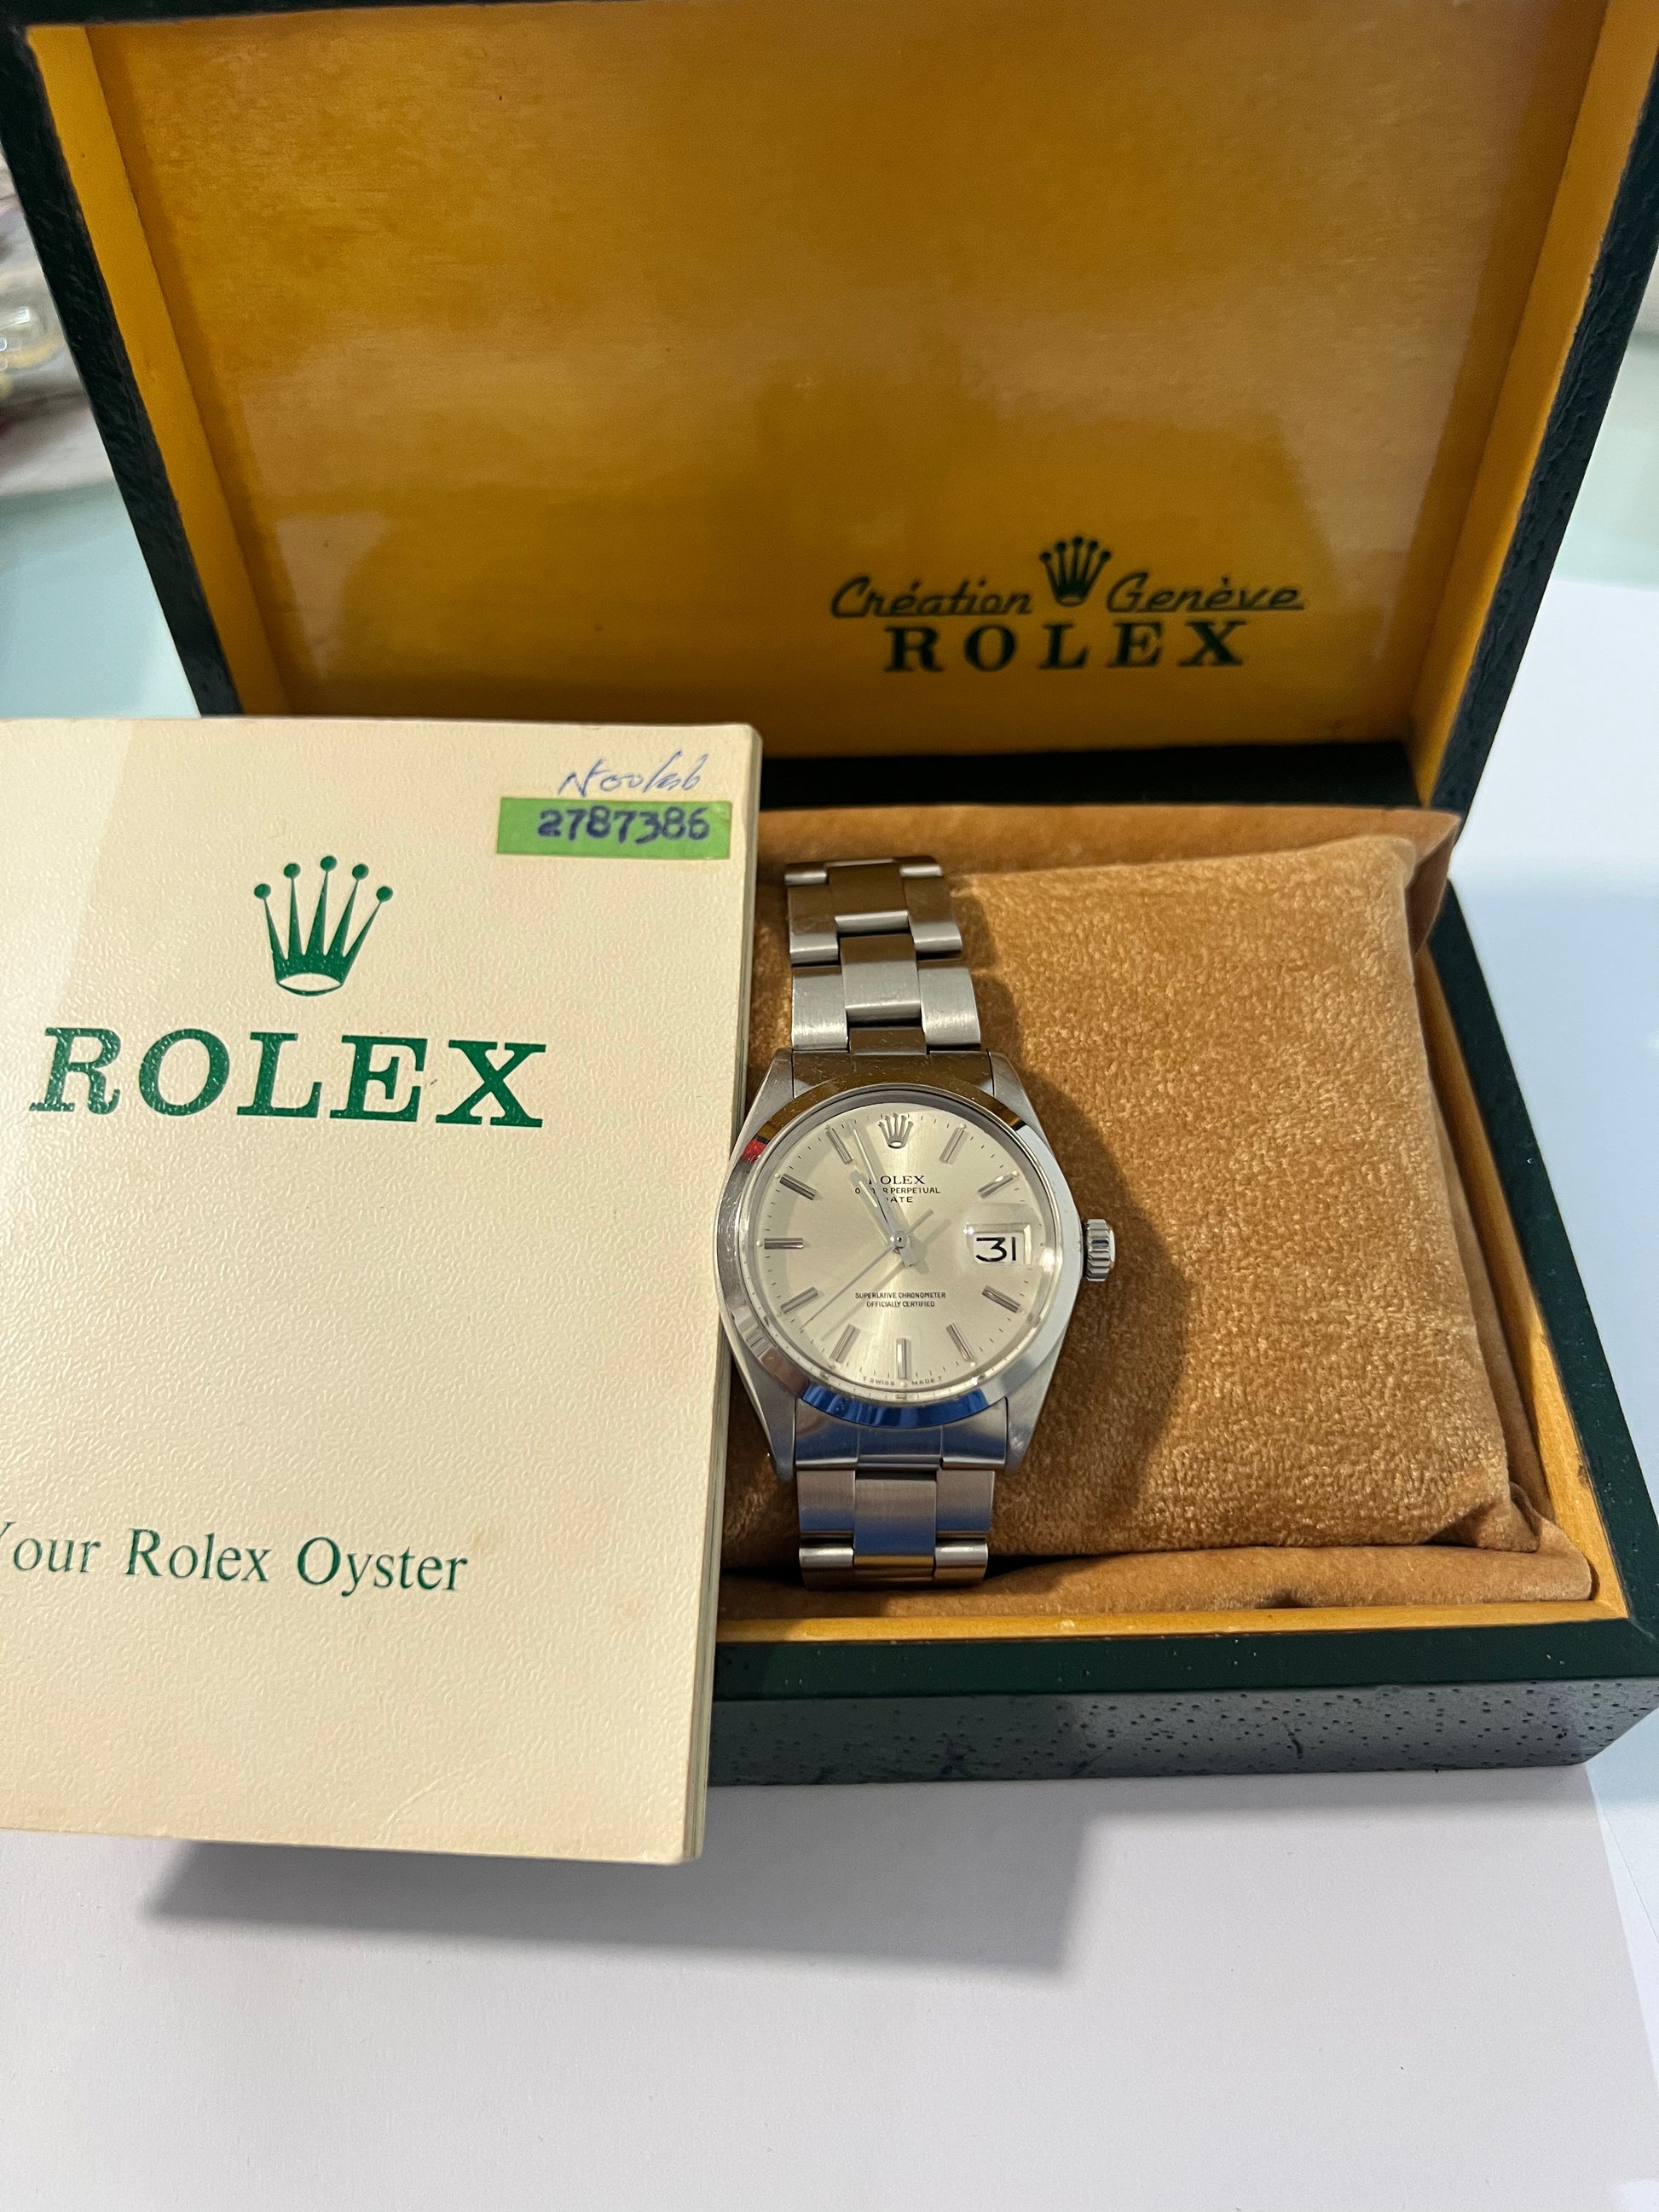 Création Genève
ROLEX
2787386
ROLEX
Your Rolex Oyster
ROLEX
OYSTER PERPETUAL
DATE
31
SUPERLATIVE CHRONOMETER
OFFICIALLY CERTIFIED
T SWISS MADE T